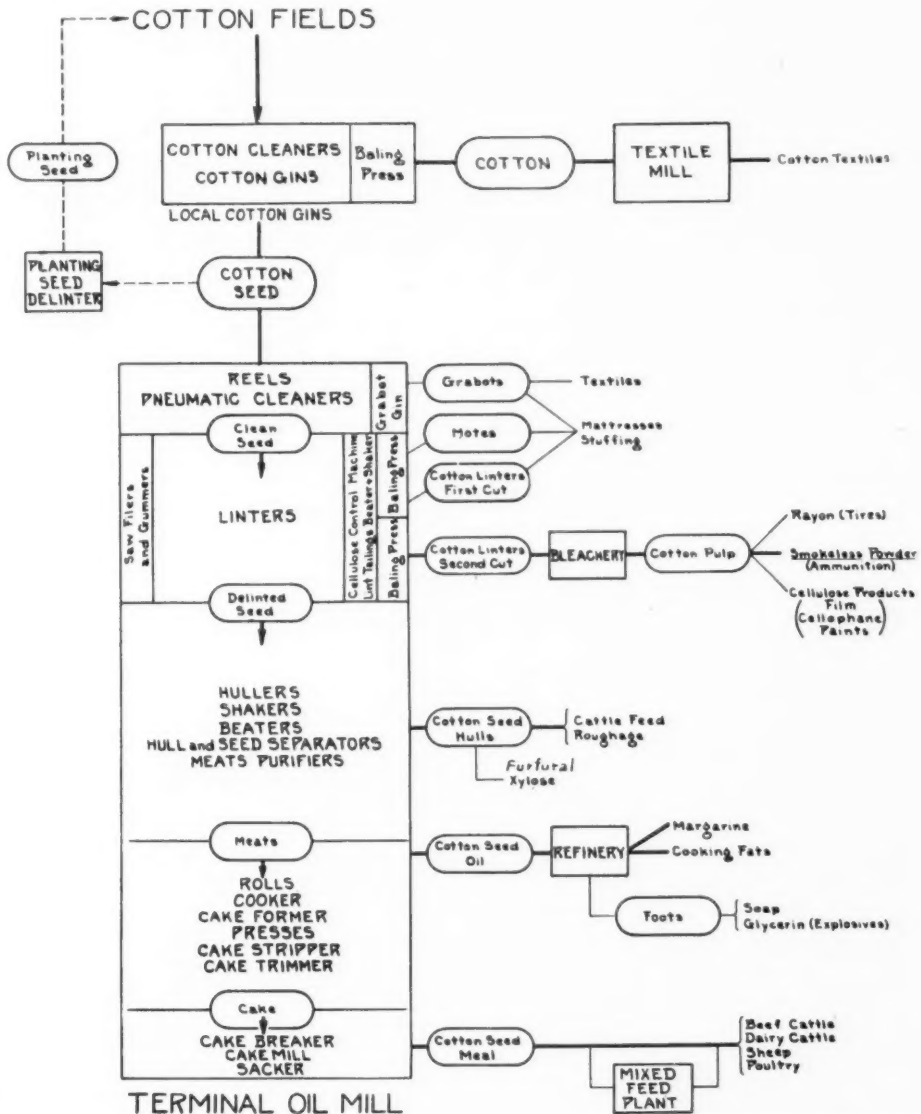 COTTON FIELDS
Planting
Seed
COTTON CLEANERS
COTTON GINS
Baling
Press
COTTON
TEXTILE
MILL
Cotton Textiles
LOCAL COTTON GINS
PLANTING
SEED
DELINTER
COTTON
SEED
REELS
PNEUMATIC CLEANERS
Grabot
Gin
Grabots
Textiles
Clean
Seed
Motes
Mattresses
Stuffing
Saw Filers
and Gummers
LINTERS
Cellulose Control Machine
Lint Tailings Beater & Shaker
Baling Press
Baling Press
Cotton Linters
First Cut
Cotton Linters
Second Cut
BLEACHERY
Cotton Pulp
Rayon (Tires)
Smokeless Powder
(Ammunition)
Cellulose Products
(Film
Cellophane
Paints)
Delinted
Seed
HULLERS
SHAKERS
BEATERS
HULL and SEED SEPARATORS
MEATS PURIFIERS
Cotton Seed
Hulls
Cattle Feed
Roughage
Furfural
Xylose
Meats
Cotton Seed
Oil
REFINERY
Margarine
Cooking Fats
ROLLS
COOKER
CAKE FORMER
PRESSES
CAKE STRIPPER
CAKE TRIMMER
Foots
Soap
Glycerin (Explosives)
Cake
CAKE BREAKER
CAKE MILL
SACKER
Cotton Seed
Meal
MIXED
FEED
PLANT
Beef Cattle
Dairy Cattle
Sheep
Poultry
TERMINAL OIL MILL